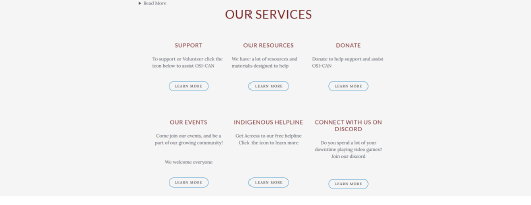 ▸ Read More
OUR SERVICES
SUPPORT
To support or Volunteer click the
icon below to assist OSI-CAN
LEARN MORE
OUR RESOURCES
We have a lot of resources and
materials designed to help
LEARN MORE
DONATE
Donate to help support and assist
OSI-CAN.
LEARN MORE
OUR EVENTS
Come join our events, and be a
part of our growing community!
We welcome everyone.
LEARN MORE
INDIGENOUS HELPLINE
Get Access to our free helpline.
Click the icon to learn more.
LEARN MORE
CONNECT WITH US ON
DISCORD
Do you spend a lot of your
downtime playing video games?
Join our discord.
LEARN MORE